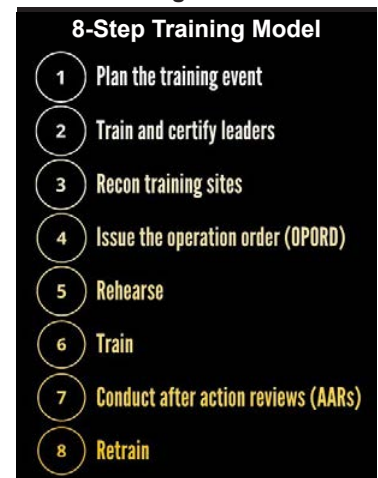 8-Step Training Model
1 Plan the training event
2 Train and certify leaders
3 Recon training sites
4 Issue the operation order (OPORD)
5 Rehearse
6 Train
7 Conduct after action reviews (AARs)
8 Retrain